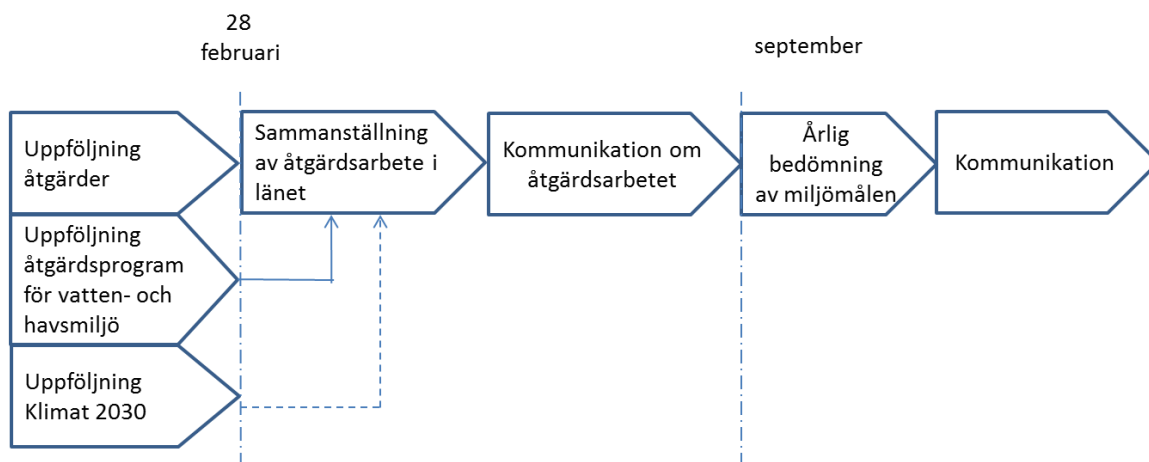 28
februari
september
Uppföljning
åtgärder
Sammanställning
av åtgärdsarbete i
länet
Kommunikation om
åtgärdsarbetet
Årlig
bedömning
av miljömålen
Kommunikation
Uppföljning
åtgärdsprogram
för vatten- och
havsmiljö
Uppföljning
Klimat 2030